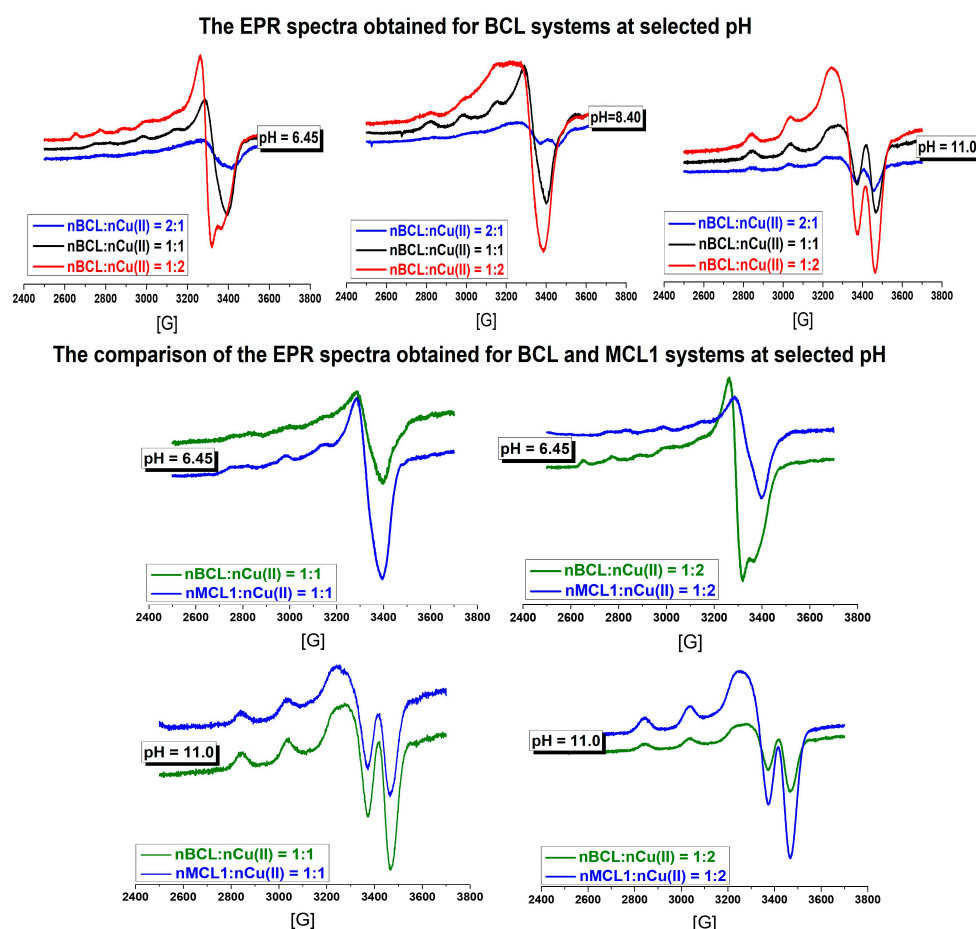 The EPR spectra obtained for BCL systems at selected pH
pH = 6.45
nBCL:nCu(II) = 2:1
nBCL:nCu(II) = 1:1
nBCL:nCu(II) = 1:2
2400 2600 2800 3000 3200 3400 3600 3800
[G]
pH=8.40
nBCL:nCu(II) = 2:1
nBCL:nCu(II) = 1:1
nBCL:nCu(II) = 1:2
2400 2600 2800 3000 3200 3400 3600 3800
[G]
pH = 11.0
nBCL:nCu(II) = 2:1
nBCL:nCu(II) = 1:1
nBCL:nCu(II) = 1:2
2400 2600 2800 3000 3200 3400 3600 3800
[G]
The comparison of the EPR spectra obtained for BCL and MCL1 systems at selected pH
pH = 6.45
nBCL:nCu(II) = 1:1
nMCL1:nCu(II) = 1:1
2400 2600 2800 3000 3200 3400 3600 3800
[G]
pH = 6.45
nBCL:nCu(II) = 1:2
nMCL1:nCu(II) = 1:2
2400 2600 2800 3000 3200 3400 3600 3800
[G]
pH = 11.0
nBCL:nCu(II) = 1:1
nMCL1:nCu(II) = 1:1
2400 2600 2800 3000 3200 3400 3600 3800
[G]
pH = 11.0
nBCL:nCu(II) = 1:2
nMCL1:nCu(II) = 1:2
2400 2600 2800 3000 3200 3400 3600 3800
[G]